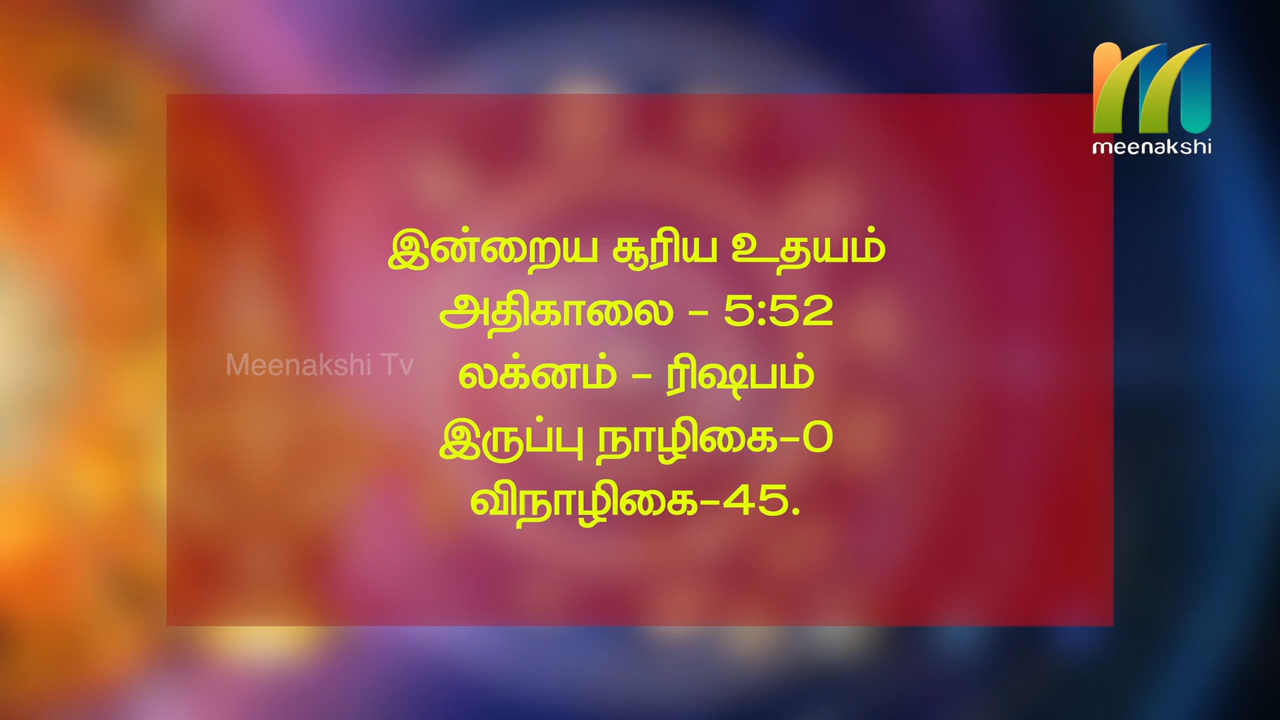 meenakshi
இன்றைய சூரிய உதயம்
அதிகாலை - 5:52
Meenakshi Tv
லக்னம் - ரிஷபம்
இருப்பு நாழிகை-0
விநாழிகை-45.